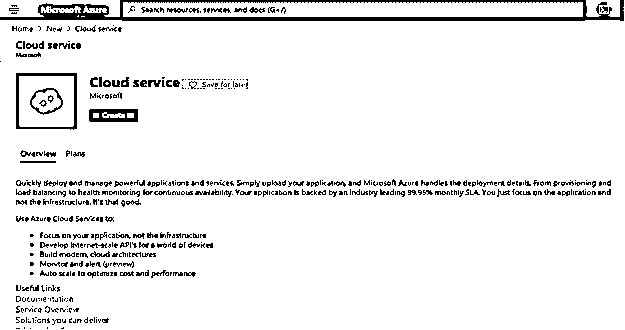 Microsoft Azure
Search resources, services, and docs (G+/)
Home > New > Cloud service
Cloud service
Microsoft
Cloud service
Save for later
Microsoft
Create
Overview Plans
Quickly deploy and manage powerful applications and services. Simply upload your application, and Microsoft Azure handles the deployment details. From provisioning and
load balancing to health monitoring for continuous availability. Your application is backed by an industry leading 99.95% monthly SLA. You just focus on the application and
not the infrastructure. It's that good.
Use Azure Cloud Services to:
• Focus on your application, not the infrastructure
• Develop Internet-scale API's for a world of devices
• Build modern, cloud architectures
• Monitor and alert (preview)
• Auto scale to optimize cost and performance
Useful Links
Documentation
Service Overview
Solutions you can deliver